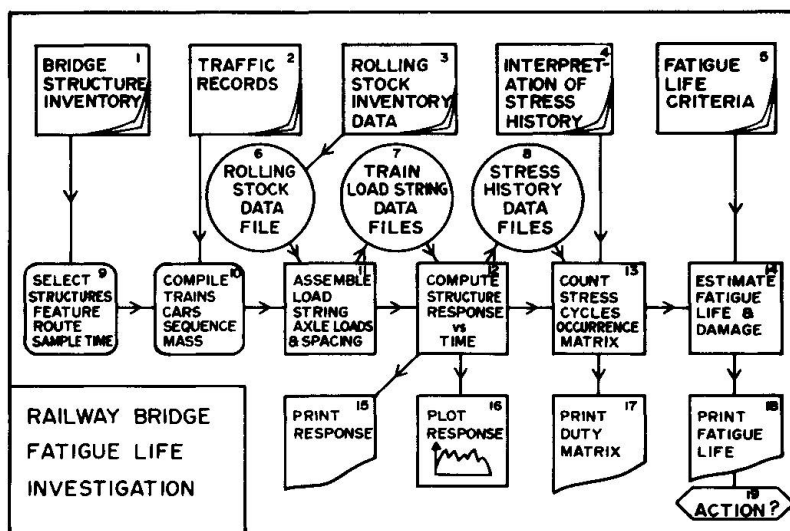 1
BRIDGE
STRUCTURE
INVENTORY
2
TRAFFIC
RECORDS
3
ROLLING
STOCK
INVENTORY
DATA
4
INTERPRET-
ATION OF
STRESS
HISTORY
5
FATIGUE
LIFE
CRITERIA
6
ROLLING
STOCK
DATA
FILE
7
TRAIN
LOAD STRING
DATA
FILES
8
STRESS
HISTORY
DATA
FILES
9
SELECT
STRUCTURES
FEATURE
ROUTE
SAMPLE TIME
10
COMPILE
TRAINS
CARS
SEQUENCE
MASS
11
ASSEMBLE
LOAD
STRING
AXLE LOADS
& SPACING
12
COMPUTE
STRUCTURE
RESPONSE
vs
TIME
13
COUNT
STRESS
CYCLES
OCCURRENCE
MATRIX
14
ESTIMATE
FATIGUE
LIFE &
DAMAGE
15
PRINT
RESPONSE
16
PLOT
RESPONSE
17
PRINT
DUTY
MATRIX
18
PRINT
FATIGUE
LIFE
19
ACTION?
RAILWAY BRIDGE
FATIGUE LIFE
INVESTIGATION